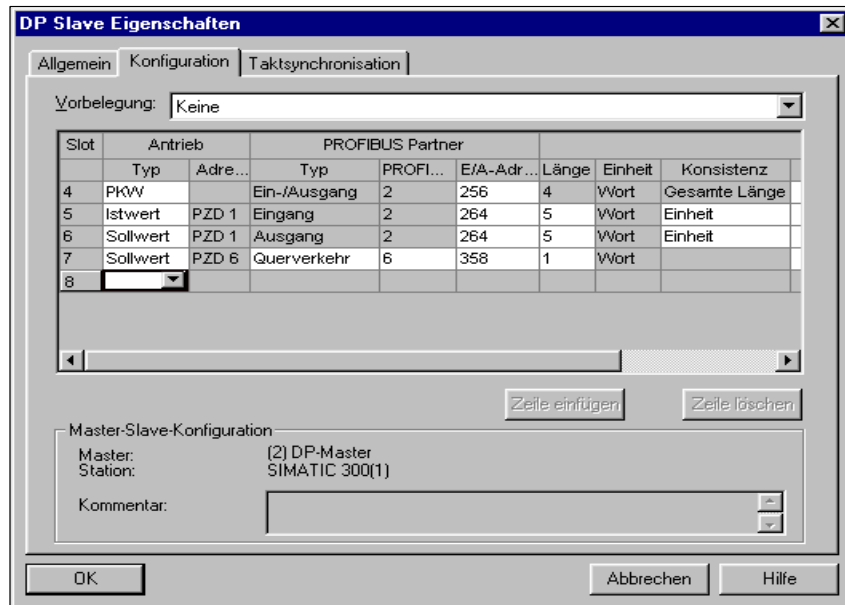 DP Slave Eigenschaften
Allgemein Konfiguration Taktsynchronisation
Vorbelegung: Keine
Slot Antrieb PROFIBUS Partner
Typ Adre... Typ PROFI... E/A-Adr... Länge Einheit Konsistenz
4 PKW Ein-/Ausgang 2 256 4 Wort Gesamte Länge
5 Istwert PZD 1 Eingang 2 264 5 Wort Einheit
6 Sollwert PZD 1 Ausgang 2 264 5 Wort Einheit
7 Sollwert PZD 6 Querverkehr 6 358 1 Wort
8
Zeile einfügen Zeile löschen
Master-Slave-Konfiguration
Master: (2) DP-Master
Station: SIMATIC 300(1)
Kommentar:
OK Abbrechen Hilfe